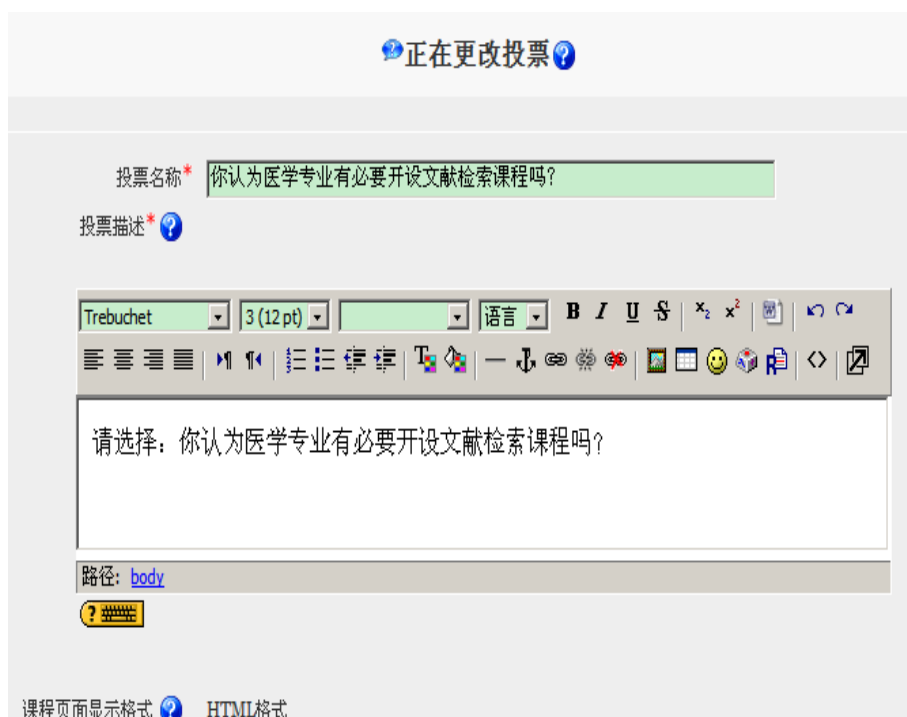 正在更改投票
投票名称* 你认为医学专业有必要开设文献检索课程吗?
投票描述*
Trebuchet 3 (12 pt) 语言 B I U S x₂ x²
请选择：你认为医学专业有必要开设文献检索课程吗?
路径: body
课程页面显示格式 HTML格式